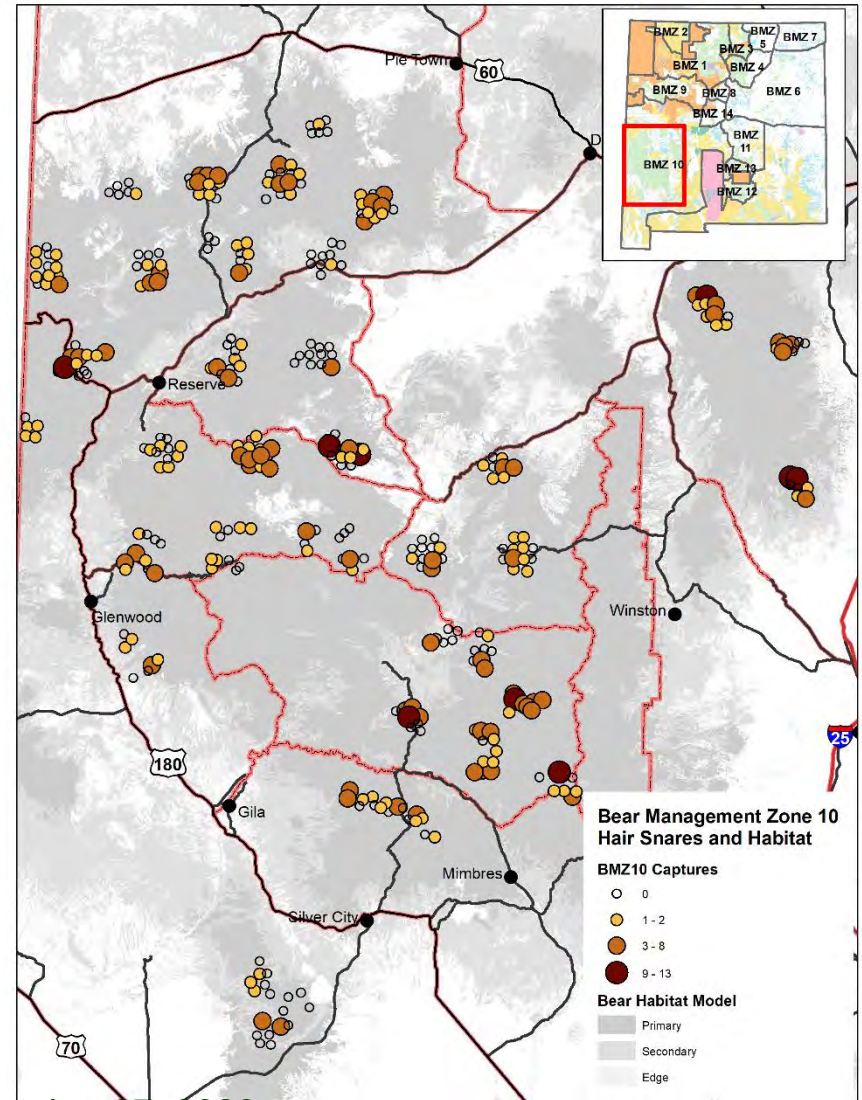 Pie Town
60
D
BMZ 2
BMZ
5
BMZ 7
BMZ 3
BMZ 1
BMZ 4
BMZ 9
BMZ 8
BMZ 6
BMZ 14
BMZ
11
BMZ 10
BMZ 13
BMZ 12
Reserve
Glenwood
Winston
180
25
Gila
Mimbres
Silver City
70
Bear Management Zone 10
Hair Snares and Habitat
BMZ10 Captures
0
1 - 2
3 - 8
9 - 13
Bear Habitat Model
Primary
Secondary
Edge